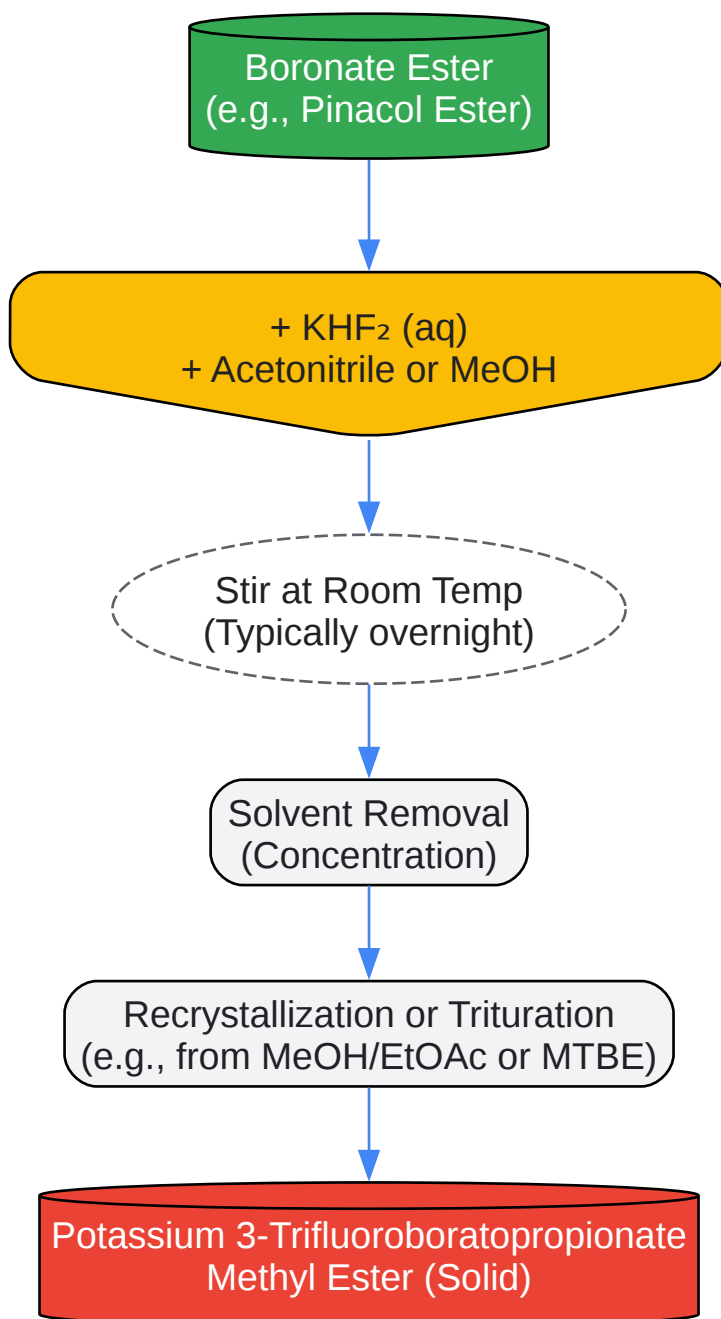 Boronate Ester
(e.g., Pinacol Ester)
+ KHF₂ (aq)
+ Acetonitrile or MeOH
Stir at Room Temp
(Typically overnight)
Solvent Removal
(Concentration)
Recrystallization or Trituration
(e.g., from MeOH/EtOAc or MTBE)
Potassium 3-Trifluoroboratopropionate
Methyl Ester (Solid)